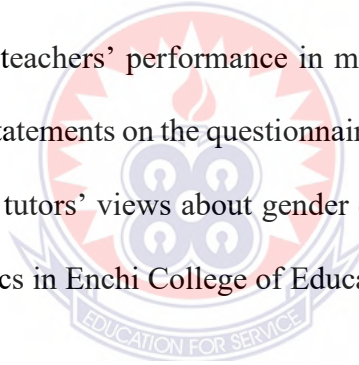 teachers’ performance in m
tatements on the questionnai
tutors’ views about gender
cs in Enchi College of Educa
EDUCATION FOR SERVICE